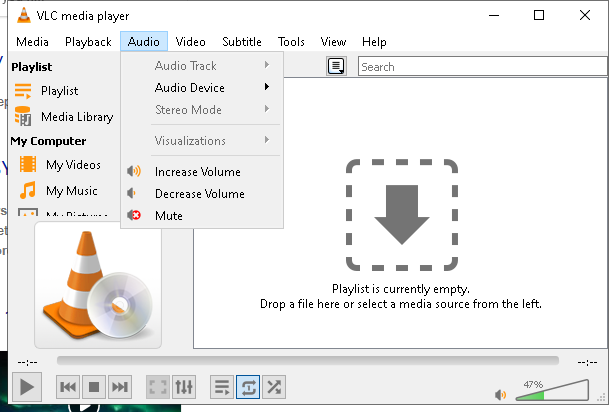 VLC media player
Media Playback Audio Video Subtitle Tools View Help
Playlist
Playlist
Media Library
My Computer
My Videos
My Music
My Pictures
Audio Track
Audio Device
Stereo Mode
Visualizations
Increase Volume
Decrease Volume
Mute
Search
Playlist is currently empty.
Drop a file here or select a media source from the left.
--:--
--:--
47%